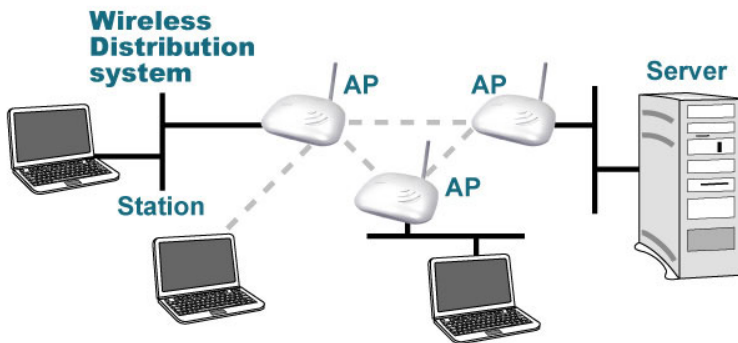 Wireless
Distribution
system
AP
AP
Server
AP
Station